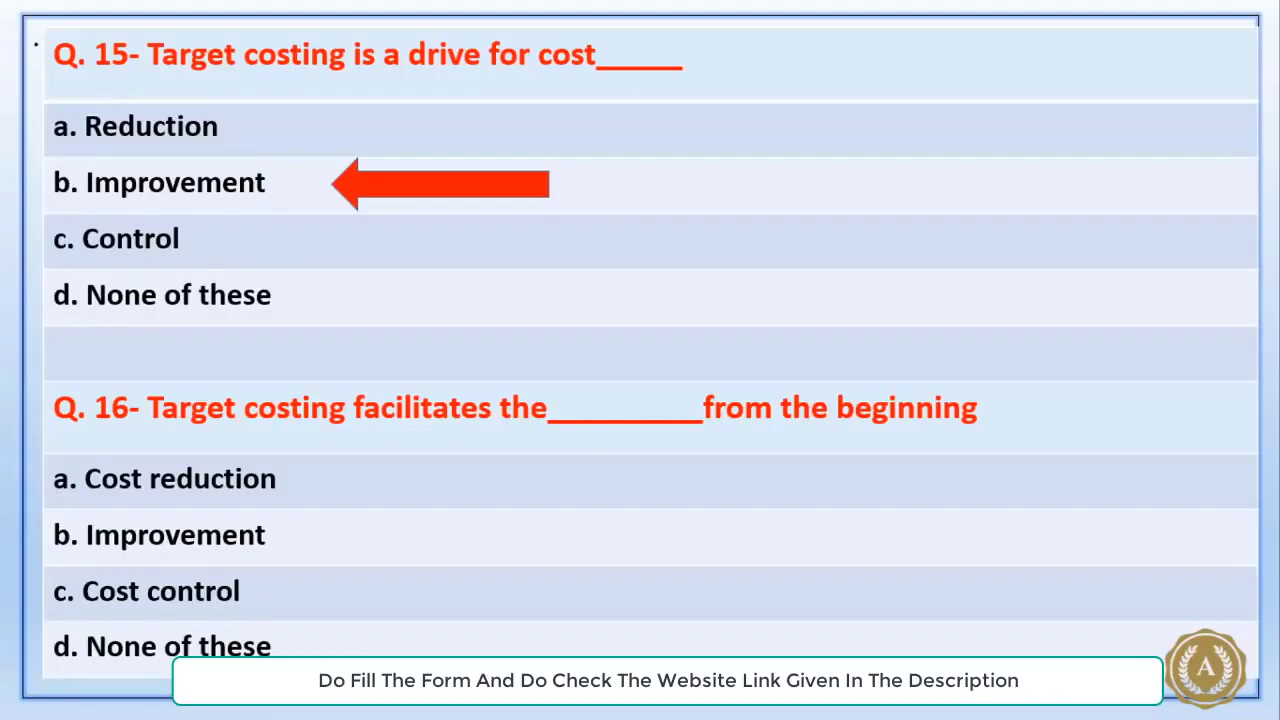 Q. 15- Target costing is a drive for cost_____
a. Reduction
b. Improvement
c. Control
d. None of these
Q. 16- Target costing facilitates the_________from the beginning
a. Cost reduction
b. Improvement
c. Cost control
d. None of these
Do Fill The Form And Do Check The Website Link Given In The Description
A